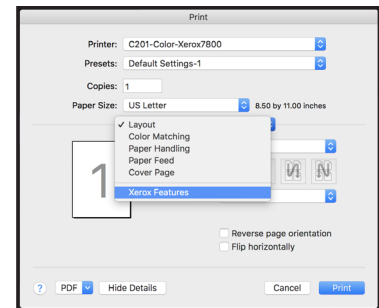 Print
Printer: C201-Color-Xerox7800
Presets: Default Settings-1
Copies: 1
Paper Size: US Letter 8.50 by 11.00 inches
✓ Layout
Color Matching
Paper Handling
Paper Feed
Cover Page
Xerox Features
1
Reverse page orientation
Flip horizontally
? PDF Hide Details Cancel Print